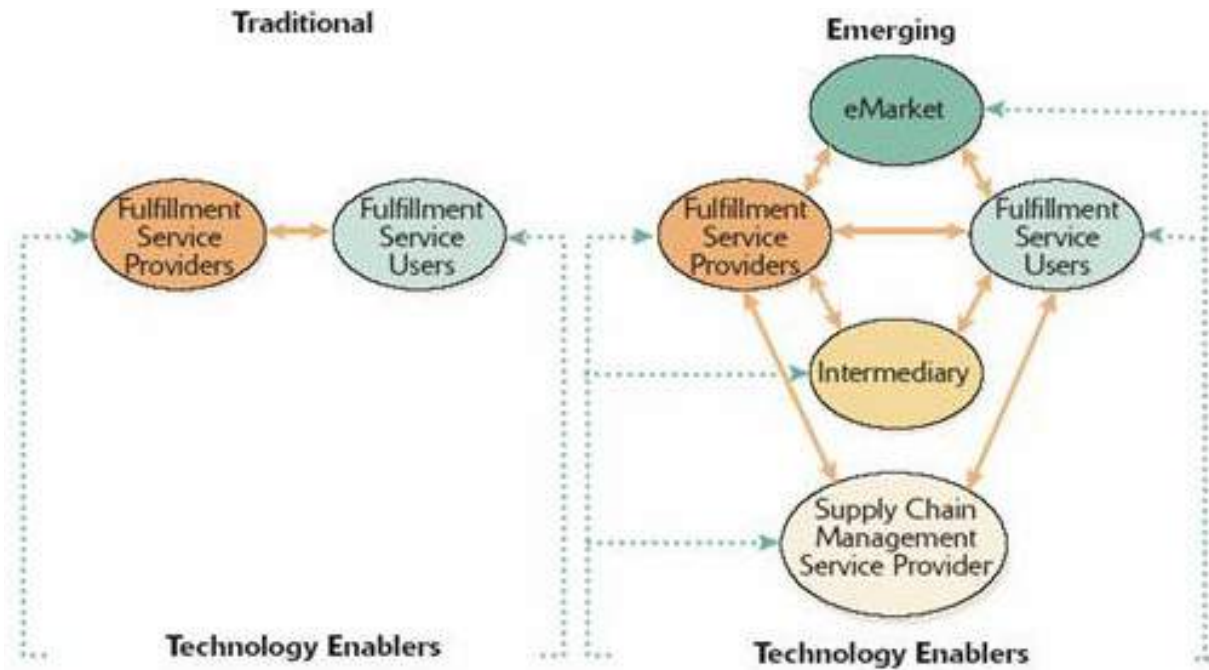 Traditional
Fulfillment
Service
Providers
Fulfillment
Service
Users
Technology Enablers
Emerging
eMarket
Fulfillment
Service
Providers
Fulfillment
Service
Users
Intermediary
Supply Chain
Management
Service Provider
Technology Enablers